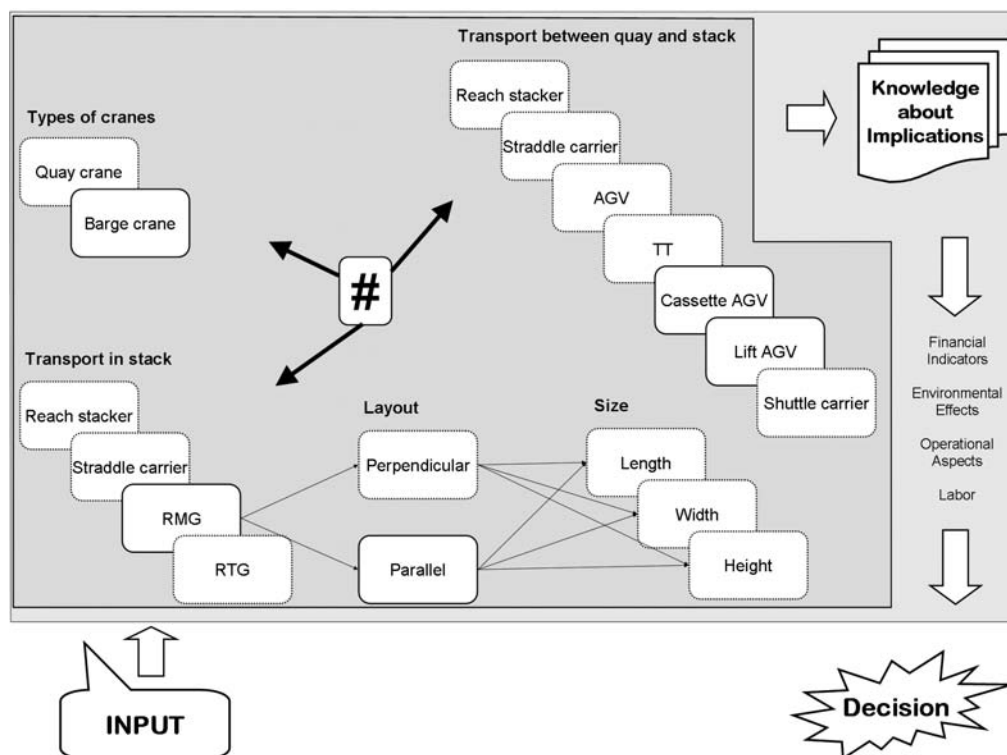 Transport between quay and stack
Reach stacker
Straddle carrier
AGV
TT
Cassette AGV
Lift AGV
Shuttle carrier
Types of cranes
Quay crane
Barge crane
#
Transport in stack
Reach stacker
Straddle carrier
RMG
RTG
Layout
Perpendicular
Parallel
Size
Length
Width
Height
Knowledge
about
Implications
Financial
Indicators
Environmental
Effects
Operational
Aspects
Labor
INPUT
Decision